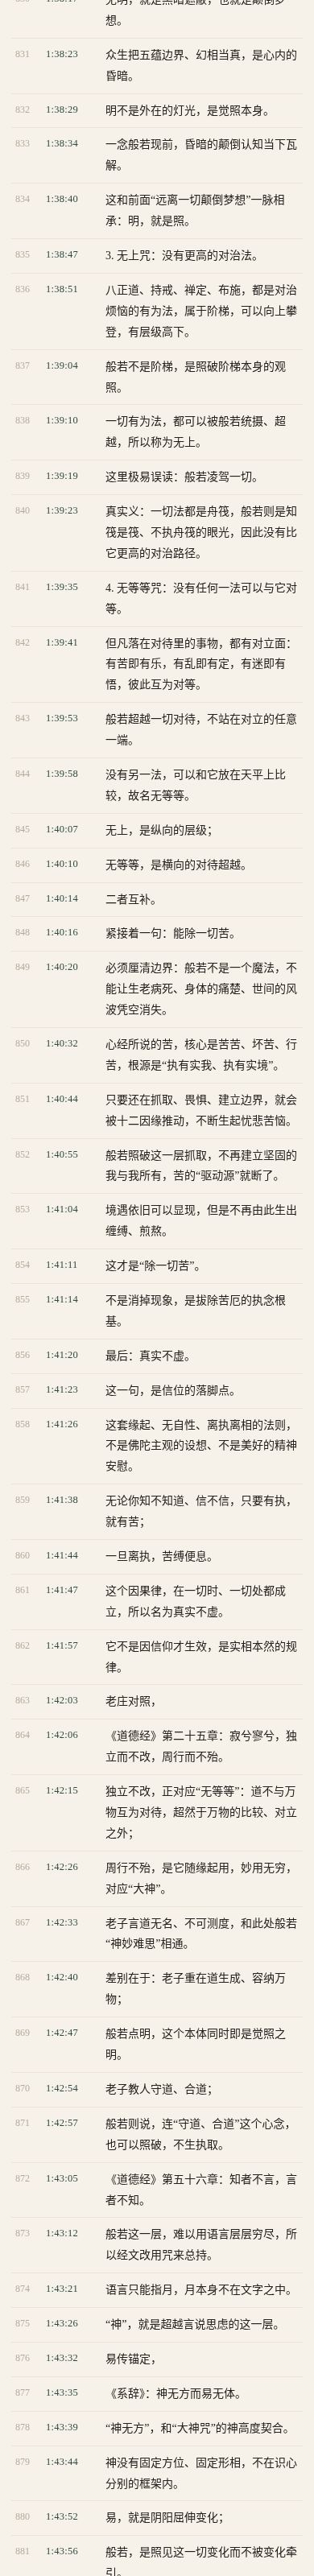 想。
831 1:38:23 众生把五蕴边界、幻相当真，是心内的
昏暗。
832 1:38:29 明不是外在的灯光，是觉照本身。
833 1:38:34 一念般若现前，昏暗的颠倒认知当下瓦
解。
834 1:38:40 这和前面“远离一切颠倒梦想”一脉相
承：明，就是照。
835 1:38:47 3. 无上咒：没有更高的对治法。
836 1:38:51 八正道、持戒、禅定、布施，都是对治
烦恼的有为法，属于阶梯，可以向上攀
登，有层级高下。
837 1:39:04 般若不是阶梯，是照破阶梯本身的观
照。
838 1:39:10 一切有为法，都可以被般若统摄、超
越，所以称为无上。
839 1:39:19 这里极易误读：般若凌驾一切。
840 1:39:23 真实义：一切法都是舟筏，般若则是知
筏是筏、不执舟筏的眼光，因此没有比
它更高的对治路径。
841 1:39:35 4. 无等等咒：没有任何一法可以与它对
等。
842 1:39:41 但凡落在对待里的事物，都有对立面：
有苦即有乐，有乱即有定，有迷即有
悟，彼此互为对等。
843 1:39:53 般若超越一切对待，不站在对立的任意
一端。
844 1:39:58 没有另一法，可以和它放在天平上比
较，故名无等等。
845 1:40:07 无上，是纵向的层级；
846 1:40:10 无等等，是横向的对待超越。
847 1:40:14 二者互补。
848 1:40:16 紧接着一句：能除一切苦。
849 1:40:20 必须厘清边界：般若不是一个魔法，不
能让生老病死、身体的痛楚、世间的风
波凭空消失。
850 1:40:32 心经所说的苦，核心是苦苦、坏苦、行
苦，根源是“执有实我、执有实境”。
851 1:40:44 只要还在抓取、畏惧、建立边界，就会
被十二因缘推动，不断生起忧悲苦恼。
852 1:40:55 般若照破这一层抓取，不再建立坚固的
我与我所有，苦的“驱动源”就断了。
853 1:41:04 境遇依旧可以显现，但是不再由此生出
缠缚、煎熬。
854 1:41:11 这才是“除一切苦”。
855 1:41:14 不是消掉现象，是拔除苦厄的执念根
基。
856 1:41:20 最后：真实不虚。
857 1:41:23 这一句，是信位的落脚点。
858 1:41:26 这套缘起、无自性、离执离相的法则，
不是佛陀主观的设想、不是美好的精神
安慰。
859 1:41:38 无论你知不知道、信不信，只要有执，
就有苦；
860 1:41:44 一旦离执，苦缚便息。
861 1:41:47 这个因果律，在一切时、一切处都成
立，所以名为真实不虚。
862 1:41:57 它不是因信仰才生效，是实相本然的规
律。
863 1:42:03 老庄对照，
864 1:42:06 《道德经》第二十五章：寂兮寥兮，独
立而不改，周行而不殆。
865 1:42:15 独立不改，正对应“无等等”：道不与万
物互为对待，超然于万物的比较、对立
之外；
866 1:42:26 周行不殆，是它随缘起用，妙用无穷，
对应“大神”。
867 1:42:33 老子言道无名、不可测度，和此处般若
“神妙难思”相通。
868 1:42:40 差别在于：老子重在道生成、容纳万
物；
869 1:42:47 般若点明，这个本体同时即是觉照之
明。
870 1:42:54 老子教人守道、合道；
871 1:42:57 般若则说，连“守道、合道”这个心念，
也可以照破，不生执取。
872 1:43:05 《道德经》第五十六章：知者不言，言
者不知。
873 1:43:12 般若这一层，难以用语言层层穷尽，所
以经文改用咒来总持。
874 1:43:21 语言只能指月，月本身不在文字之中。
875 1:43:26 “神”，就是超越言说思虑的这一层。
876 1:43:32 易传锚定，
877 1:43:35 《系辞》：神无方而易无体。
878 1:43:39 “神无方”，和“大神咒”的神高度契合。
879 1:43:44 神没有固定方位、固定形相，不在识心
分别的框架内。
880 1:43:52 易，就是阴阳屈伸变化；
881 1:43:56 般若，是照见这一切变化而不被变化牵